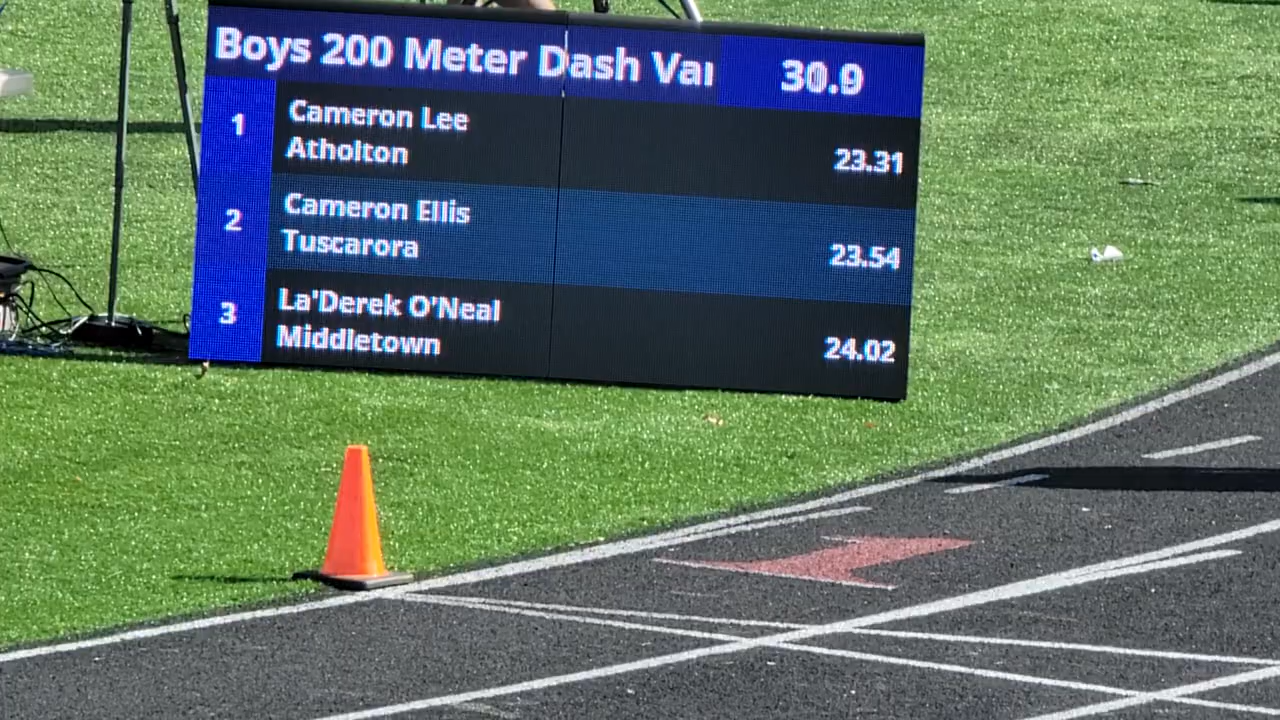 Boys 200 Meter Dash Var 30.9
1 Cameron Lee
Atholton 23.31
2 Cameron Ellis
Tuscarora 23.54
3 La'Derek O'Neal
Middletown 24.02